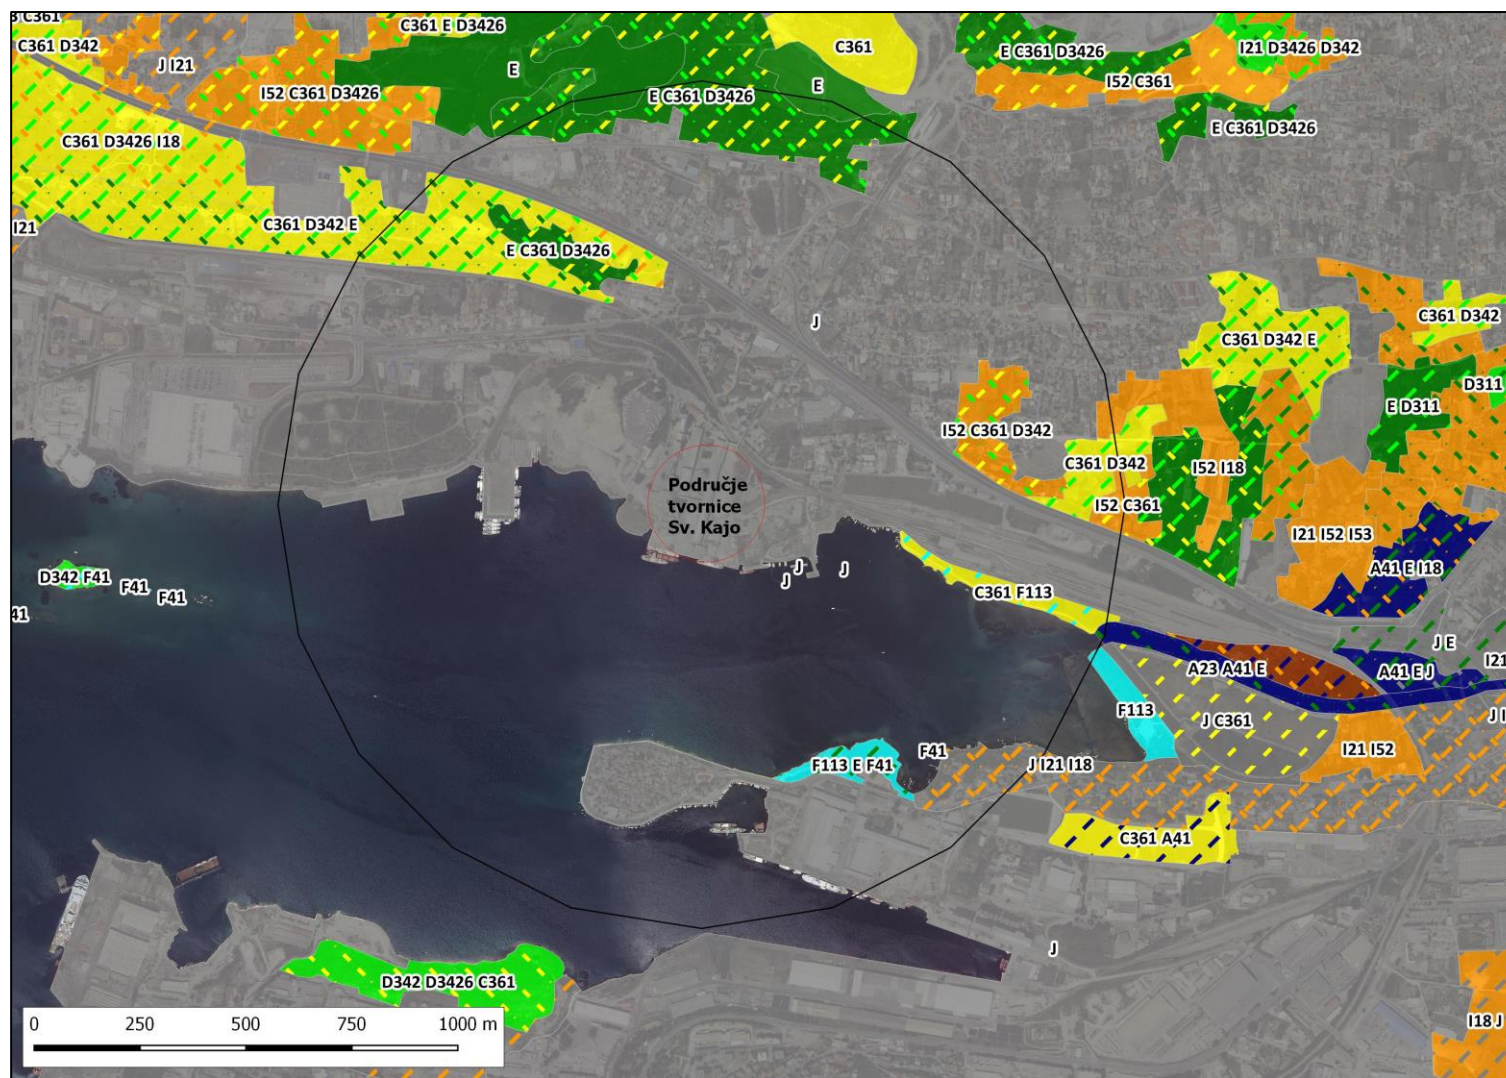 C361
C361 E D3426
C361 D342
J I21
E
C361
E C361 D3426
I21 D3426 D342
I52 C361 D3426
E C361 D3426
E
I52 C361
E C361 D3426
C361 D3426 I18
I21
C361 D342 E
E C361 D3426
J
C361 D342
C361 D342 E
D311
E D311
I52 C361 D342
C361 D342
I52 I18
Područje
tvornice
Sv. Kajo
I52 C361
I21 I52 I53
A41 E I18
D342 F41
F41
F41
41
J
J
J
C361 F113
J E
I21
A23 A41 E
A41 E J
F113
J C361
J I
F113 E F41
F41
J I21 I18
I21 I52
C361 A41
J
D342 D3426 C361
I18 J
0 250 500 750 1000 m